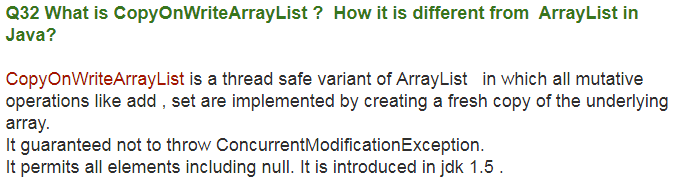 Q32 What is CopyOnWriteArrayList ?  How it is different from  ArrayList in
Java?
CopyOnWriteArrayList is a thread safe variant of ArrayList   in which all mutative
operations like add , set are implemented by creating a fresh copy of the underlying
array.
It guaranteed not to throw ConcurrentModificationException.
It permits all elements including null. It is introduced in jdk 1.5 .